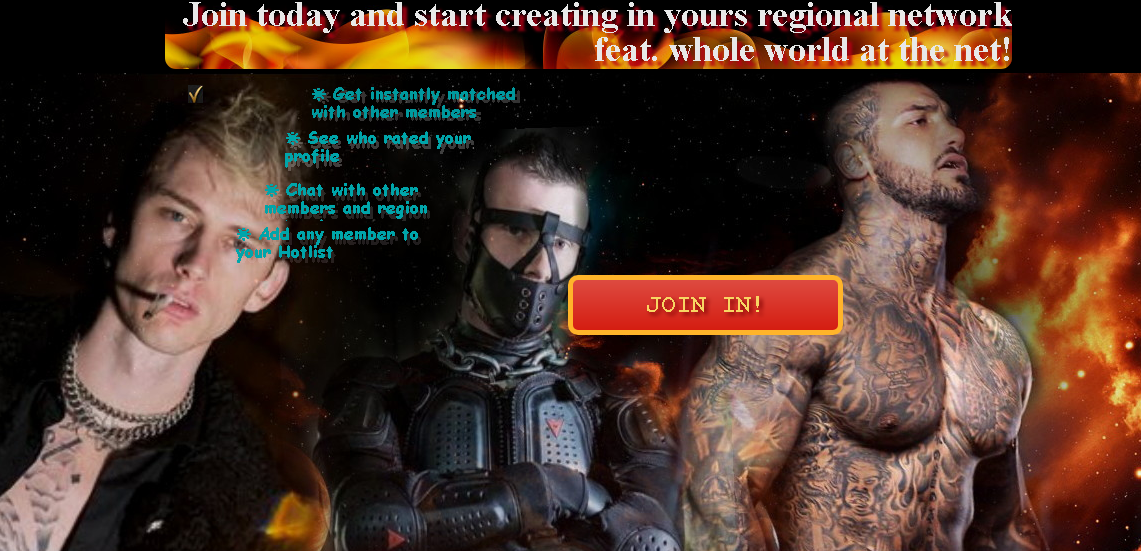 Join today and start creating in yours regional network
feat. whole world at the net!
✳ Get instantly matched
with other members
✳ See who rated your
profile
✳ Chat with other
members and region
✳ Add any member to
your Hotlist
JOIN IN!